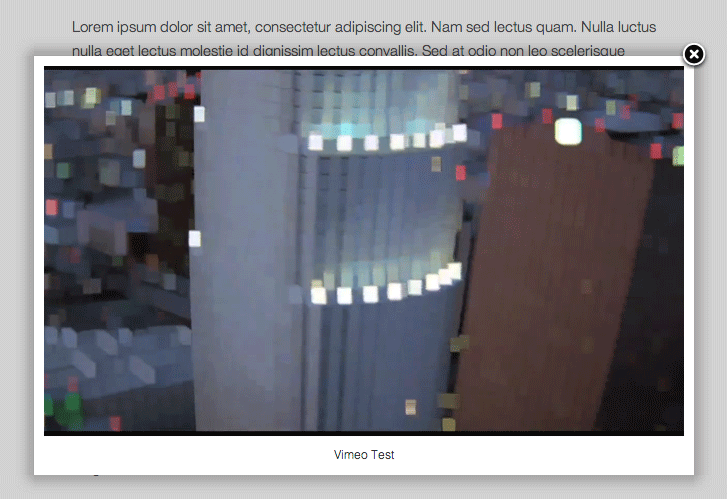 Lorem ipsum dolor sit amet, consectetur adipiscing elit. Nam sed lectus quam. Nulla luctus
nulla eget lectus molestie id dignissim lectus convallis. Sed at odio non leo scelerisque
Vimeo Test